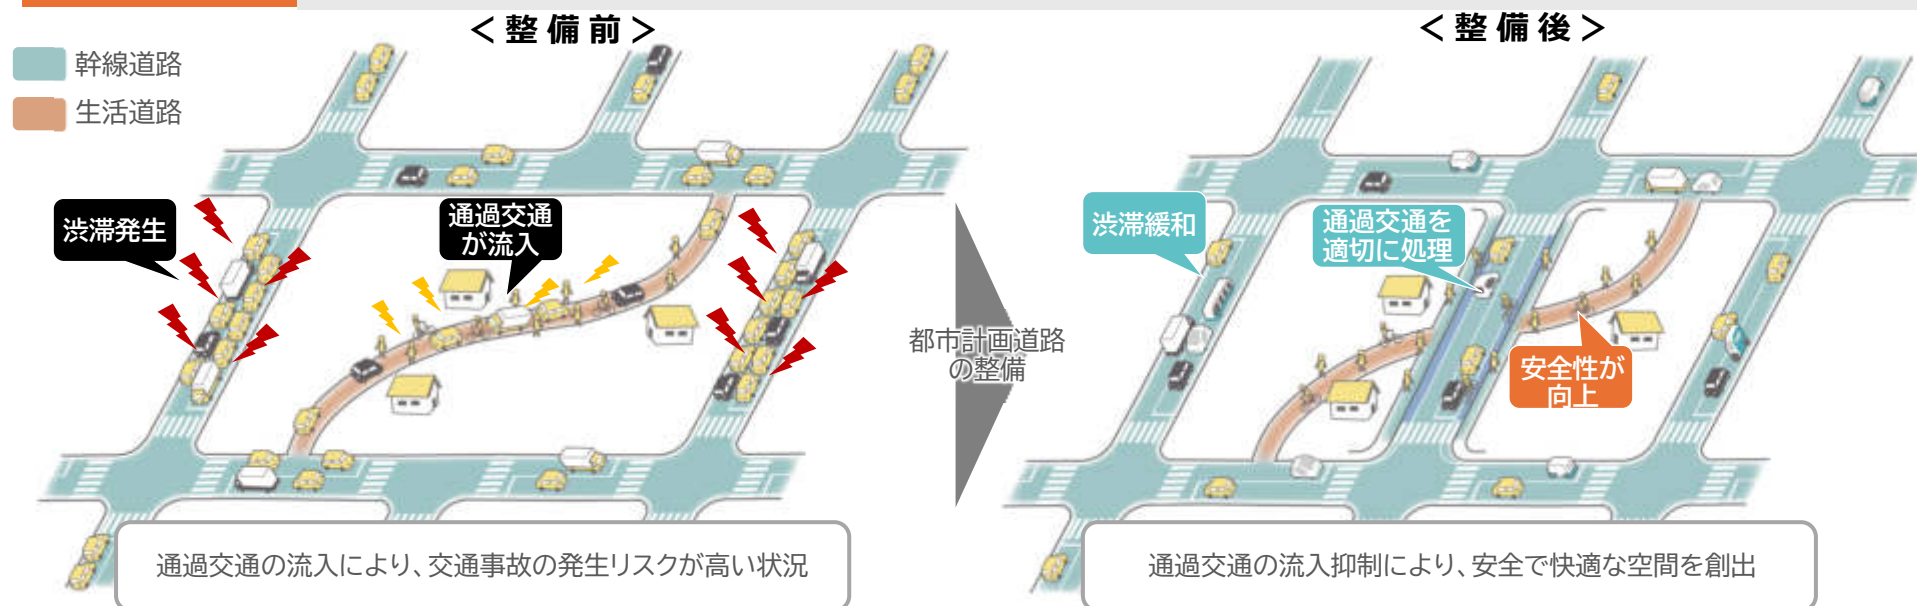 ＜整備前＞
幹線道路
生活道路
渋滞発生
通過交通
が流入
通過交通の流入により、交通事故の発生リスクが高い状況
都市計画道路
の整備
＜整備後＞
渋滞緩和
通過交通を
適切に処理
安全性が
向上
通過交通の流入抑制により、安全で快適な空間を創出